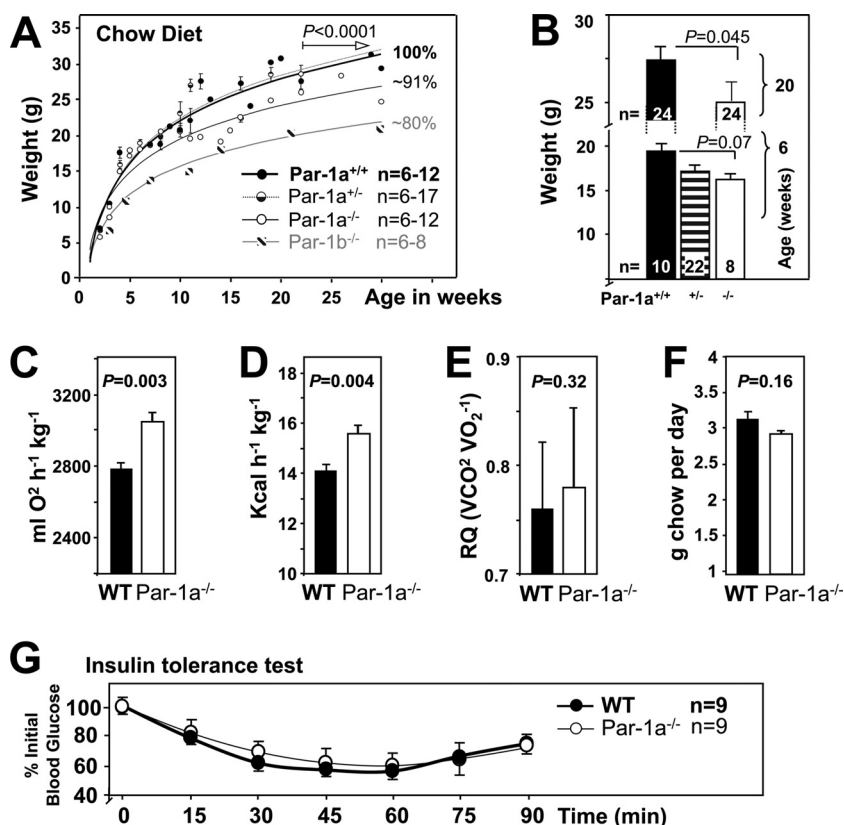 A
Chow Diet
P<0.0001
Weight (g)
35
30
25
20
15
10
5
0
100%
~91%
~80%
Par-1a+/+ n=6-12
Par-1a+/- n=6-17
Par-1a-/- n=6-12
Par-1b-/- n=6-8
0 5 10 15 20 25 30
Age in weeks
B
Weight (g)
30
25
20
15
10
P=0.045
n= 24 24
20
P=0.07
6
Age (weeks)
n= 10 22 8
Par-1a+/+ +/- -/-
C
ml O2 h-1 kg-1
3200
2800
2400
2200
P=0.003
WT Par-1a-/-
D
Kcal h-1 kg-1
18
16
14
12
10
P=0.004
WT Par-1a-/-
E
RQ (VCO2 VO2-1)
0.9
0.8
0.7
P=0.32
WT Par-1a-/-
F
g chow per day
4
3.5
3
2.5
2
1.5
1
P=0.16
WT Par-1a-/-
G
Insulin tolerance test
% Initial
Blood Glucose
100
80
60
40
WT n=9
Par-1a-/- n=9
0 15 30 45 60 75 90 Time (min)